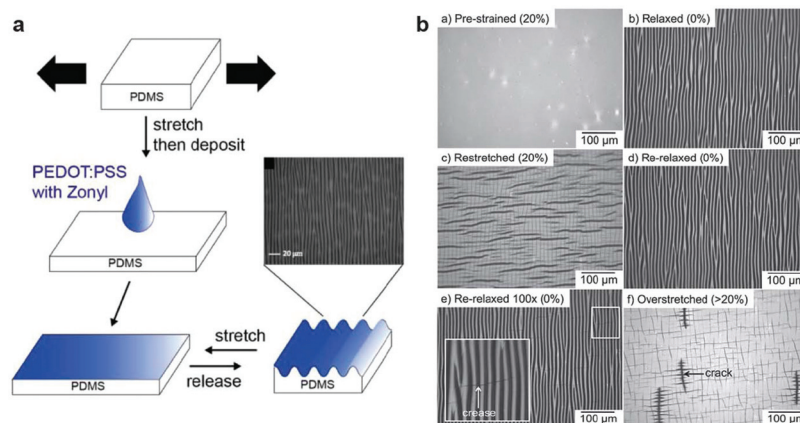 a
PDMS
stretch
then deposit
PEDOT:PSS
with Zonyl
PDMS
20 µm
stretch
release
PDMS
PDMS
b
a) Pre-strained (20%)
100 µm
b) Relaxed (0%)
100 µm
c) Restretched (20%)
100 µm
d) Re-relaxed (0%)
100 µm
e) Re-relaxed 100x (0%)
crease
100 µm
f) Overstretched (>20%)
crack
100 µm